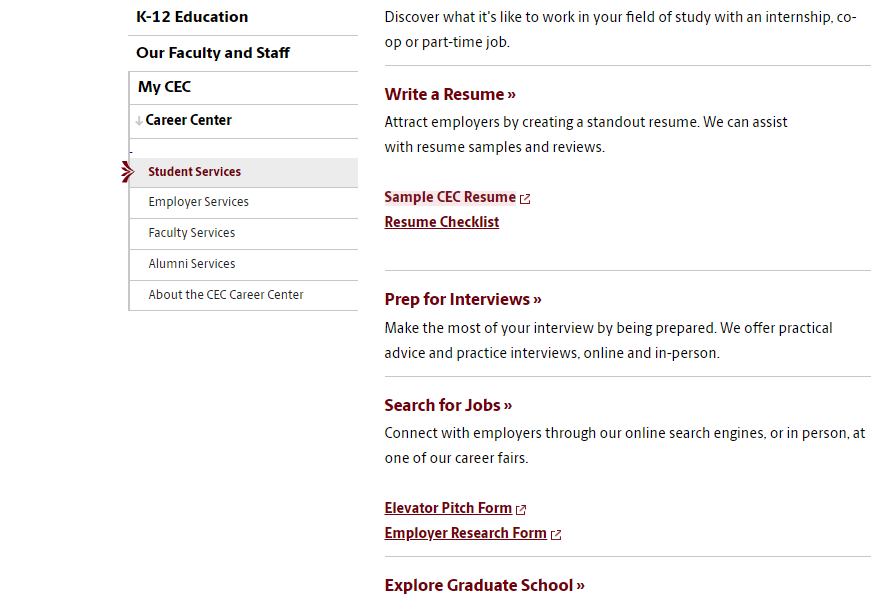 K-12 Education
Our Faculty and Staff
My CEC
Career Center
Student Services
Employer Services
Faculty Services
Alumni Services
About the CEC Career Center
Discover what it's like to work in your field of study with an internship, co-
op or part-time job.
Write a Resume »
Attract employers by creating a standout resume. We can assist
with resume samples and reviews.
Sample CEC Resume
Resume Checklist
Prep for Interviews »
Make the most of your interview by being prepared. We offer practical
advice and practice interviews, online and in-person.
Search for Jobs »
Connect with employers through our online search engines, or in person, at
one of our career fairs.
Elevator Pitch Form
Employer Research Form
Explore Graduate School »